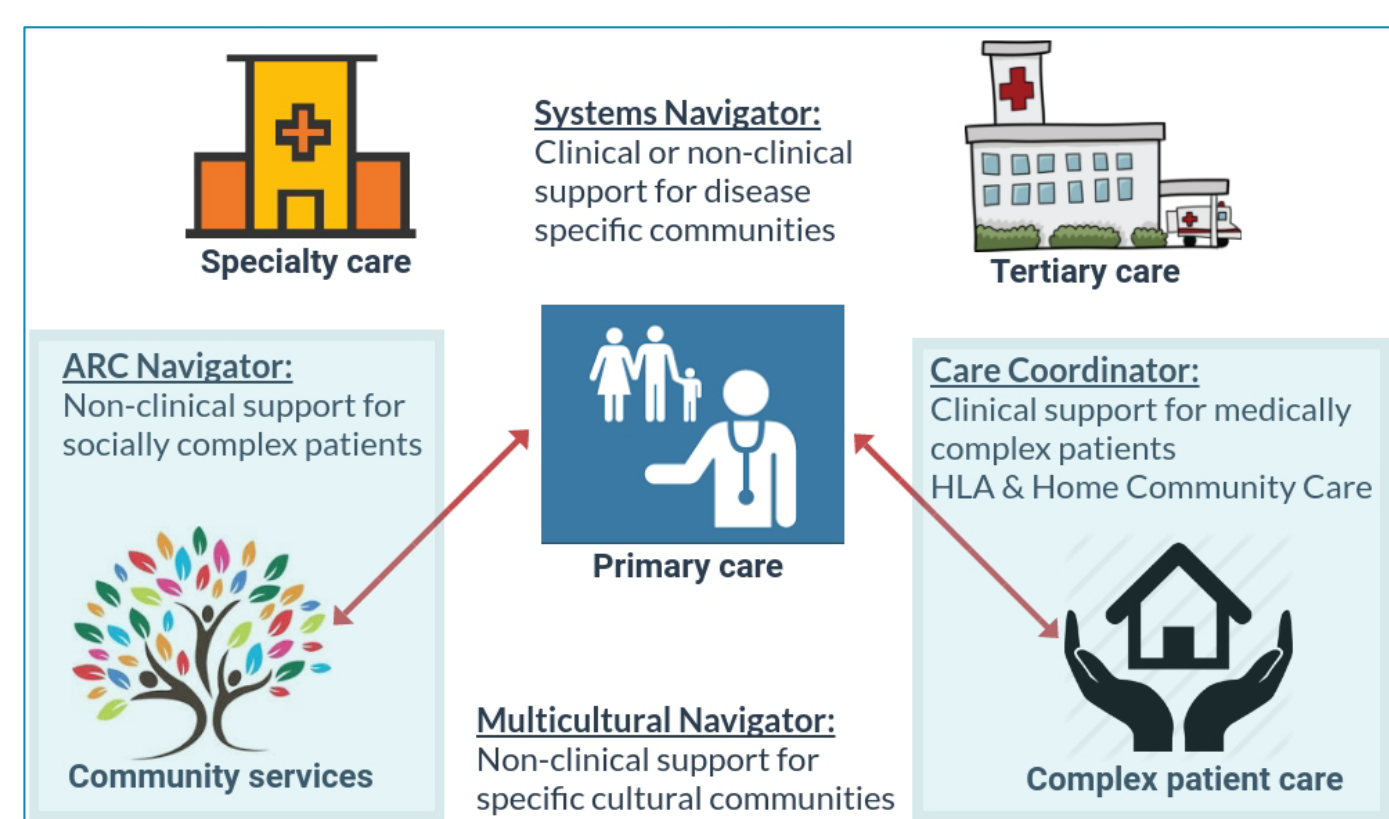 Systems Navigator:
Clinical or non-clinical
support for disease
specific communities
Specialty care
Tertiary care
ARC Navigator:
Non-clinical support for
socially complex patients
Care Coordinator:
Clinical support for medically
complex patients
HLA & Home Community Care
Primary care
Community services
Multicultural Navigator:
Non-clinical support for
specific cultural communities
Complex patient care